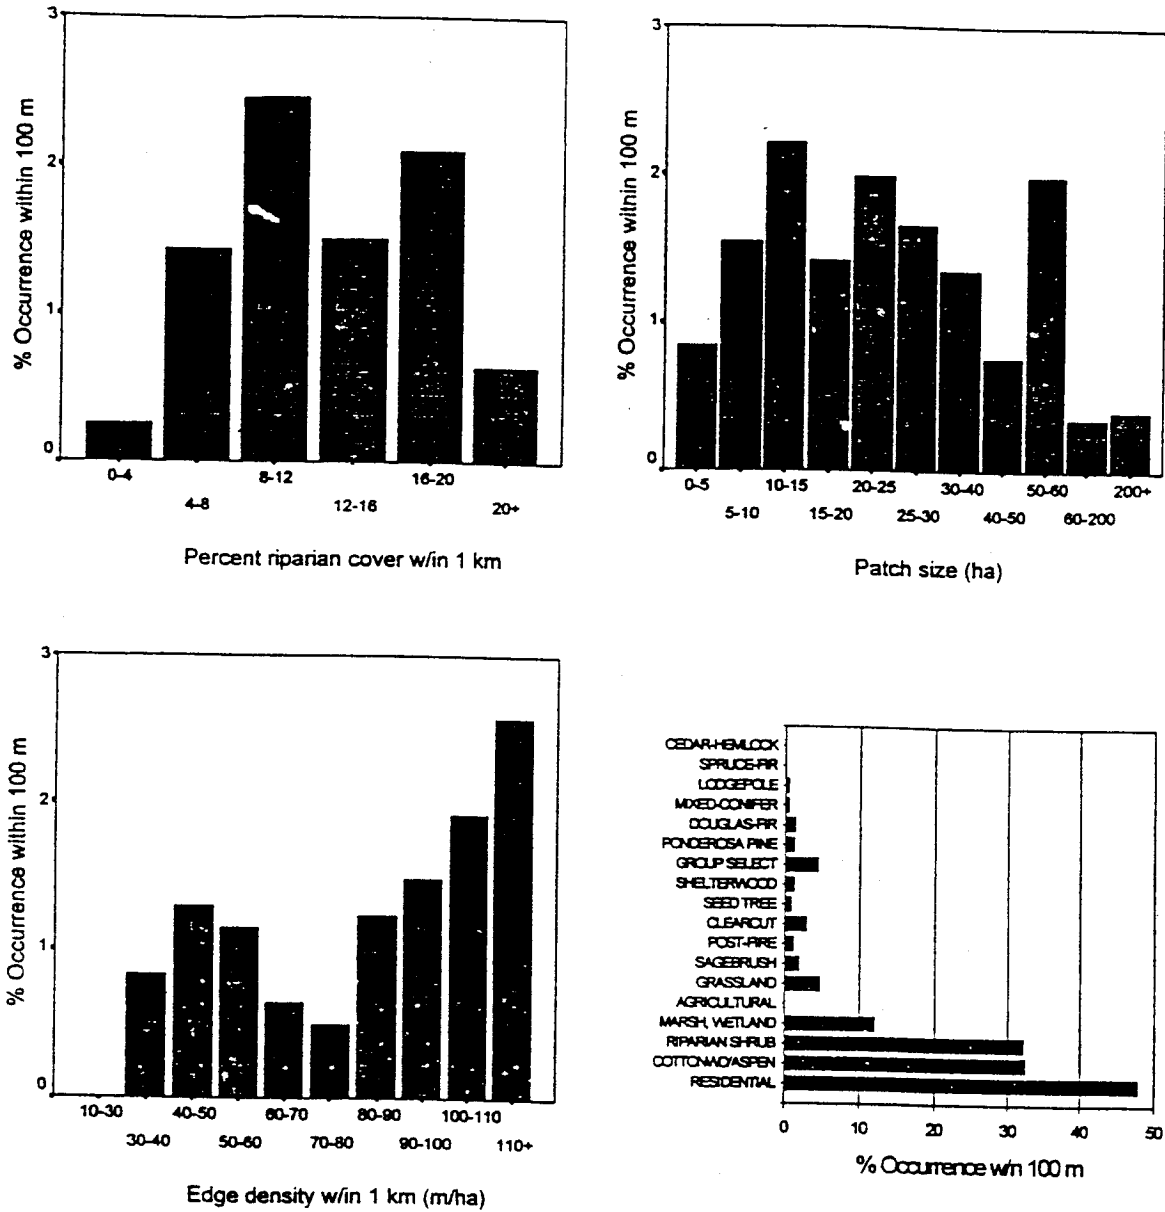 3
2
1
0
% Occurrence within 100 m
0-4 8-12 16-20
4-8 12-16 20+
Percent riparian cover w/in 1 km
3
2
1
0
% Occurrence within 100 m
0-5 10-15 20-25 30-40 50-60 200+
5-10 15-20 25-30 40-50 60-200
Patch size (ha)
3
2
1
0
% Occurrence within 100 m
10-30 40-50 60-70 80-90 100-110
30-40 50-60 70-80 90-100 110+
Edge density w/in 1 km (m/ha)
CEDAR-HEMLOCK
SPRUCE-FIR
LODGEPOLE
MIXED-CONIFER
DOUGLAS-FIR
PONDEROSA PINE
GROUP SELECT
SHELTERWOOD
SEED TREE
CLEARCUT
POST-FIRE
SAGEBRUSH
GRASSLAND
AGRICULTURAL
MARSH, WETLAND
RIPARIAN SHRUB
COTTONWD/ASPEN
RESIDENTIAL
0 10 20 30 40 50
% Occurrence w/n 100 m